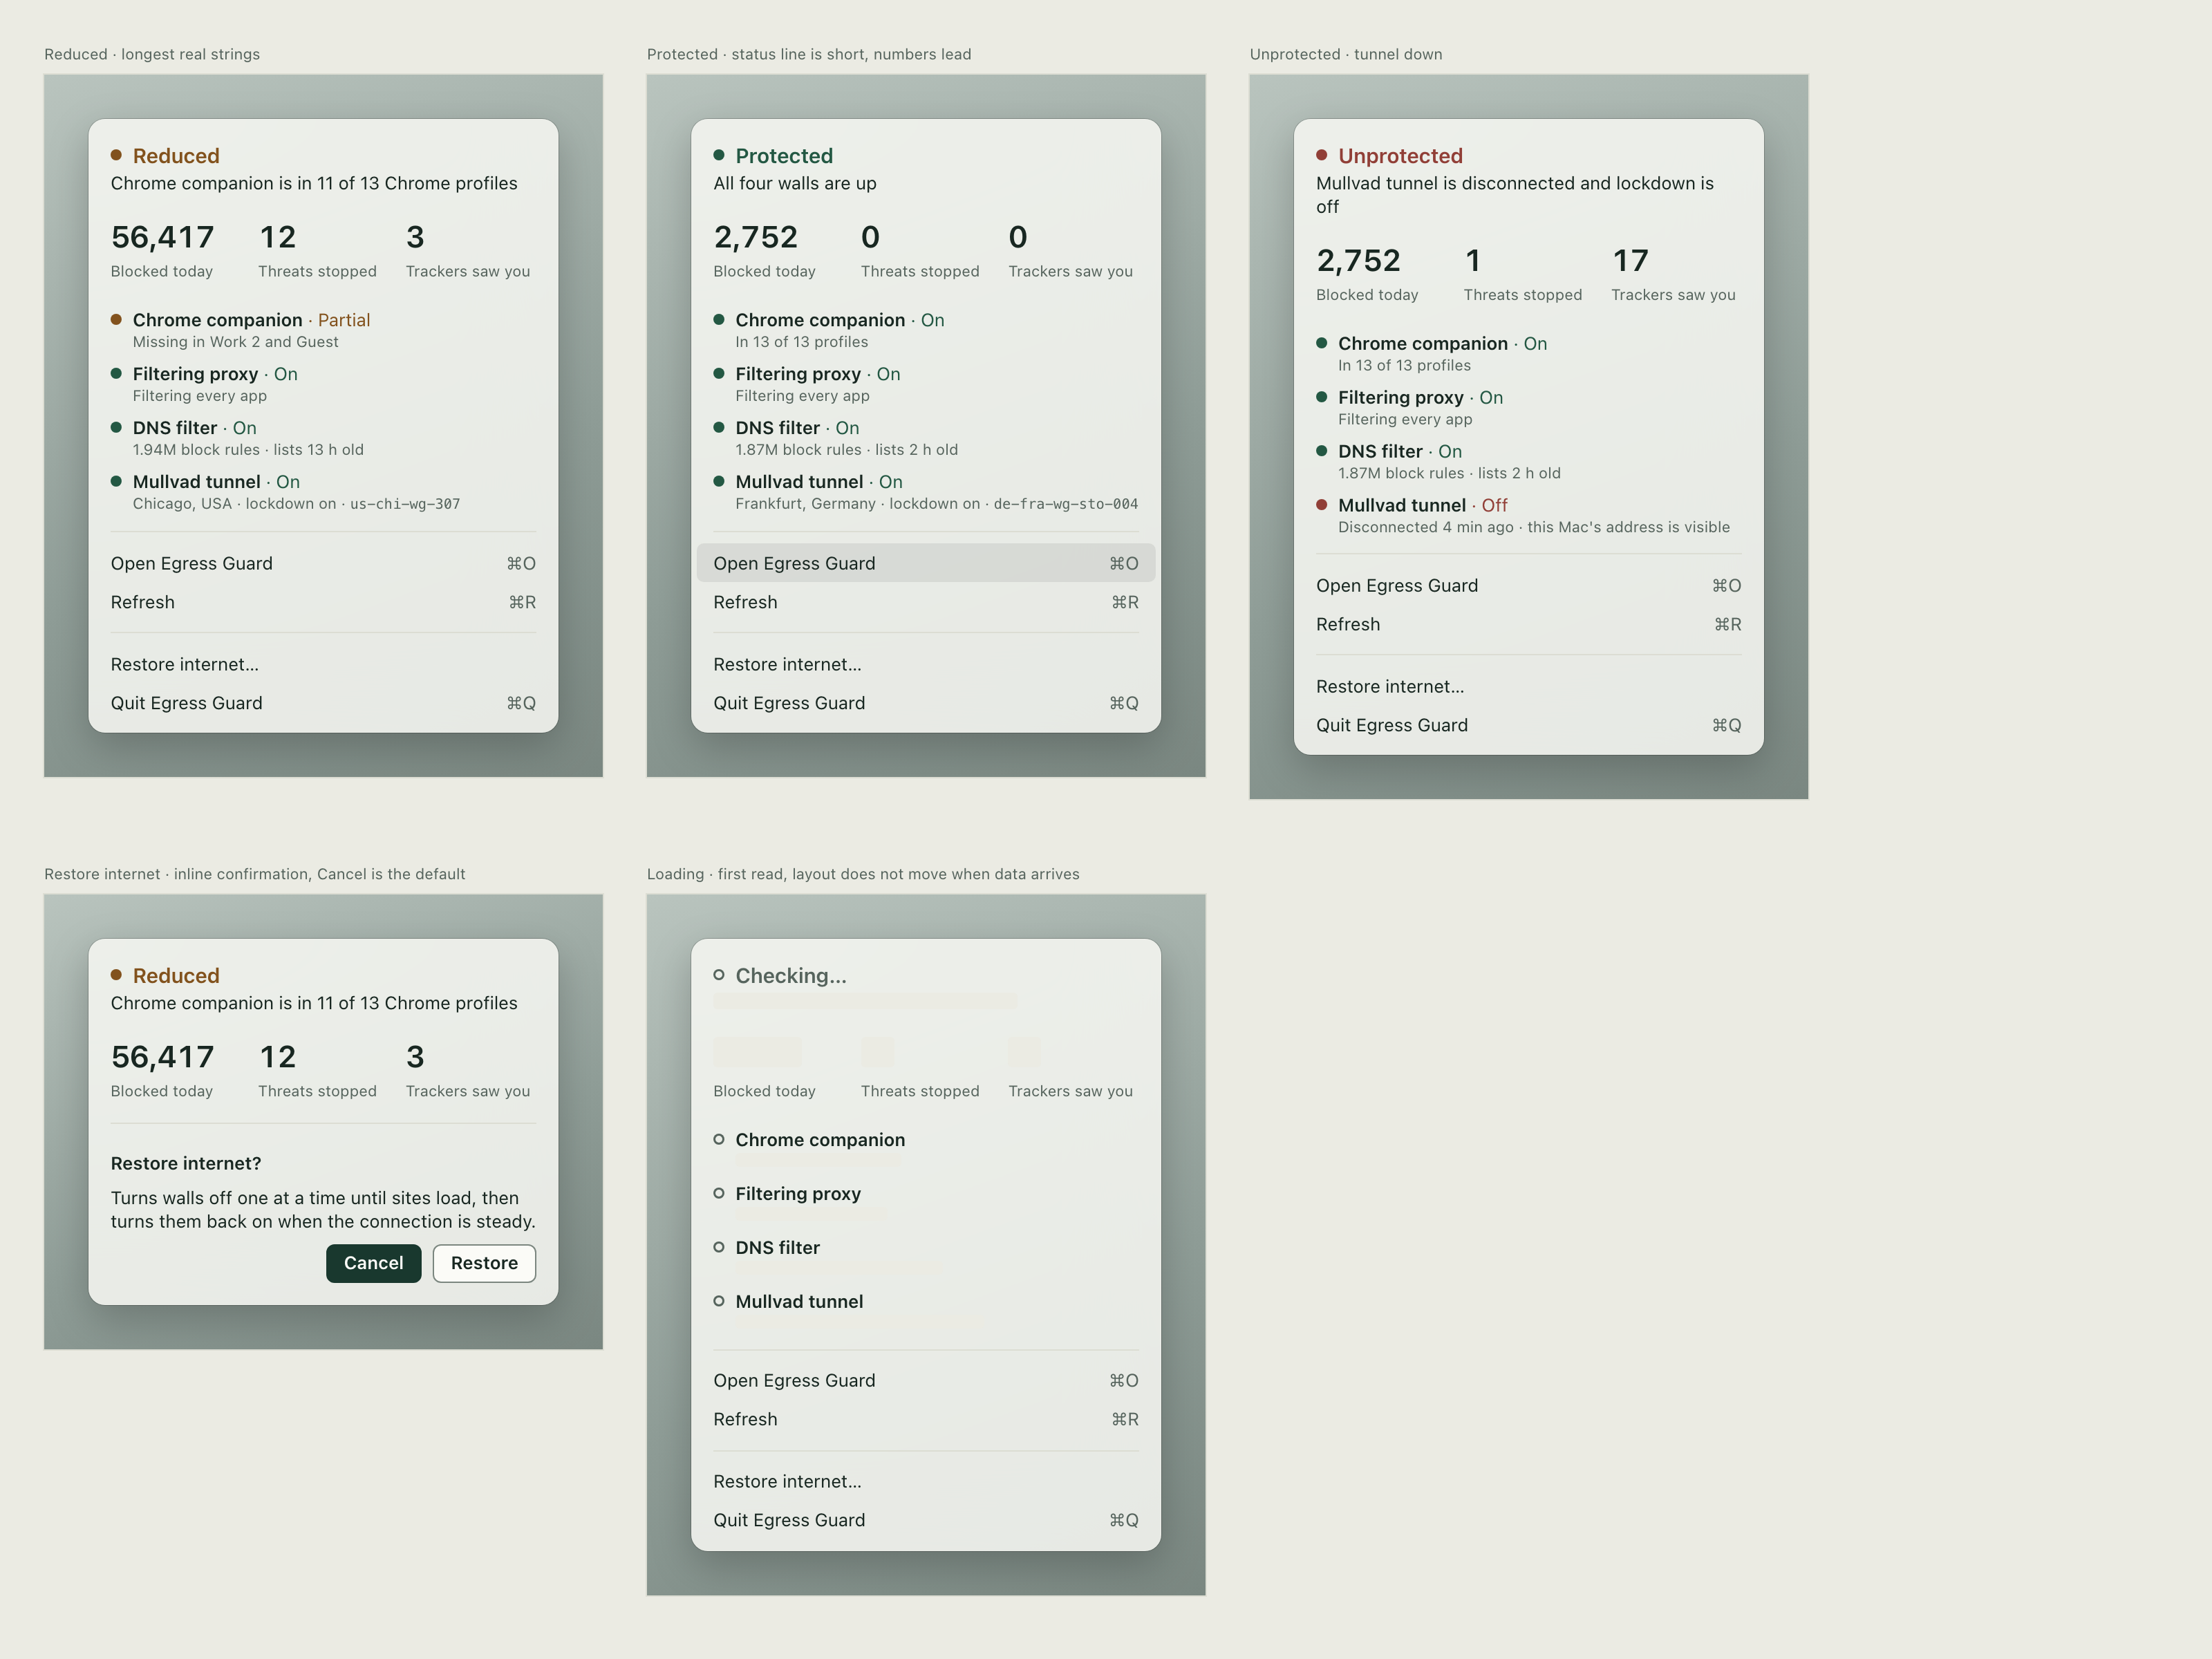 Reduced · longest real strings
Reduced
Chrome companion is in 11 of 13 Chrome profiles
56,417 12 3
Blocked today Threats stopped Trackers saw you
Chrome companion · Partial
Missing in Work 2 and Guest
Filtering proxy · On
Filtering every app
DNS filter · On
1.94M block rules · lists 13 h old
Mullvad tunnel · On
Chicago, USA · lockdown on · us-chi-wg-307
Open Egress Guard ⌘O
Refresh ⌘R
Restore internet…
Quit Egress Guard ⌘Q
Protected · status line is short, numbers lead
Protected
All four walls are up
2,752 0 0
Blocked today Threats stopped Trackers saw you
Chrome companion · On
In 13 of 13 profiles
Filtering proxy · On
Filtering every app
DNS filter · On
1.87M block rules · lists 2 h old
Mullvad tunnel · On
Frankfurt, Germany · lockdown on · de-fra-wg-sto-004
Open Egress Guard ⌘O
Refresh ⌘R
Restore internet…
Quit Egress Guard ⌘Q
Unprotected · tunnel down
Unprotected
Mullvad tunnel is disconnected and lockdown is
off
2,752 1 17
Blocked today Threats stopped Trackers saw you
Chrome companion · On
In 13 of 13 profiles
Filtering proxy · On
Filtering every app
DNS filter · On
1.87M block rules · lists 2 h old
Mullvad tunnel · Off
Disconnected 4 min ago · this Mac's address is visible
Open Egress Guard ⌘O
Refresh ⌘R
Restore internet…
Quit Egress Guard ⌘Q
Restore internet · inline confirmation, Cancel is the default
Reduced
Chrome companion is in 11 of 13 Chrome profiles
56,417 12 3
Blocked today Threats stopped Trackers saw you
Restore internet?
Turns walls off one at a time until sites load, then
turns them back on when the connection is steady.
Cancel Restore
Loading · first read, layout does not move when data arrives
Checking…
Blocked today Threats stopped Trackers saw you
Chrome companion
Filtering proxy
DNS filter
Mullvad tunnel
Open Egress Guard ⌘O
Refresh ⌘R
Restore internet…
Quit Egress Guard ⌘Q